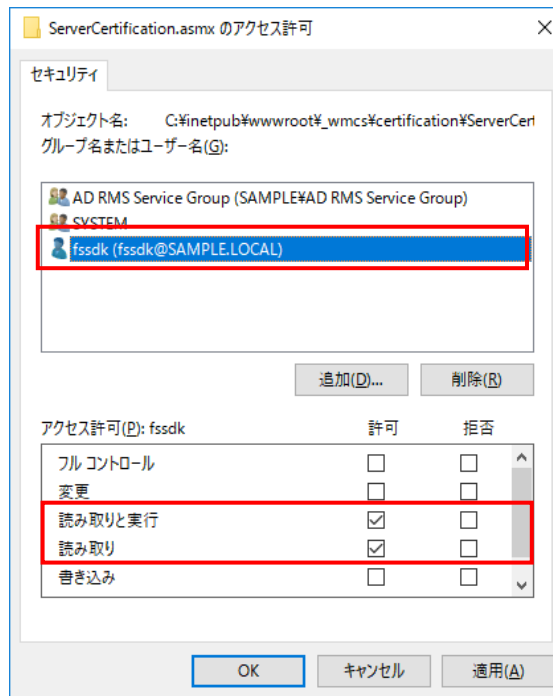 ServerCertification.asmx のアクセス許可
セキュリティ
オブジェクト名: C:¥inetpub¥wwwroot¥_wmcs¥certification¥ServerCert
グループ名またはユーザー名(G):
AD RMS Service Group (SAMPLE¥AD RMS Service Group)
SYSTEM
fssdk (fssdk@SAMPLE.LOCAL)
追加(D)... 削除(R)
アクセス許可(P): fssdk 許可 拒否
フル コントロール
変更
読み取りと実行
読み取り
書き込み
OK キャンセル 適用(A)